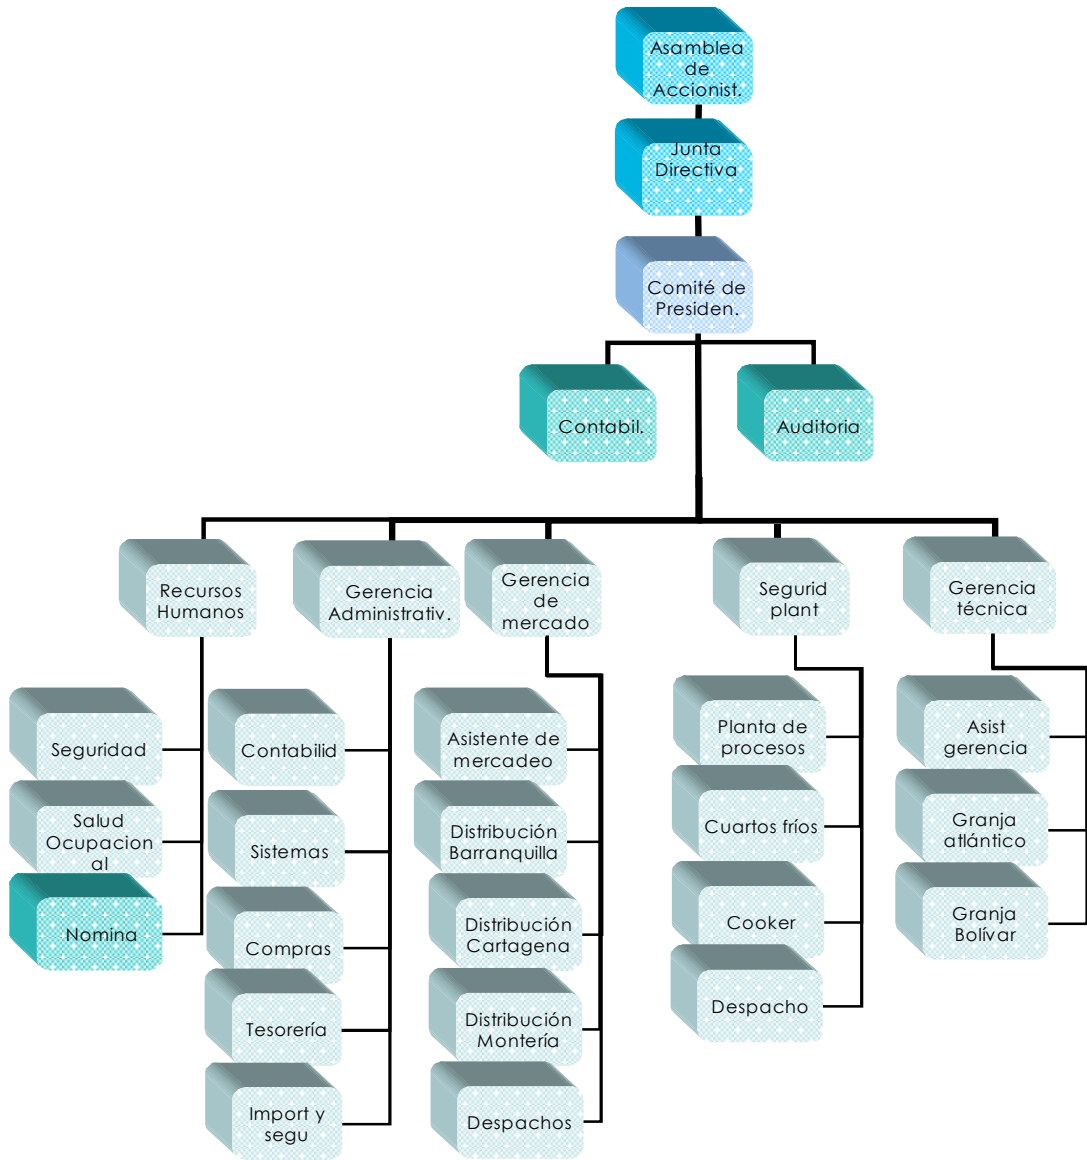 Asamblea
de
Accionist.
Junta
Directiva
Comité de
Presiden.
Contabil.
Auditoria
Recursos
Humanos
Gerencia
Administrativ.
Gerencia
de
mercado
Segurid
plant
Gerencia
técnica
Seguridad
Salud
Ocupacion
al
Nomina
Contabilid
Sistemas
Compras
Tesorería
Import y
segu
Asistente de
mercadeo
Distribución
Barranquilla
Distribución
Cartagena
Distribución
Montería
Despachos
Planta de
procesos
Cuartos fríos
Cooker
Despacho
Asist
gerencia
Granja
atlántico
Granja
Bolívar